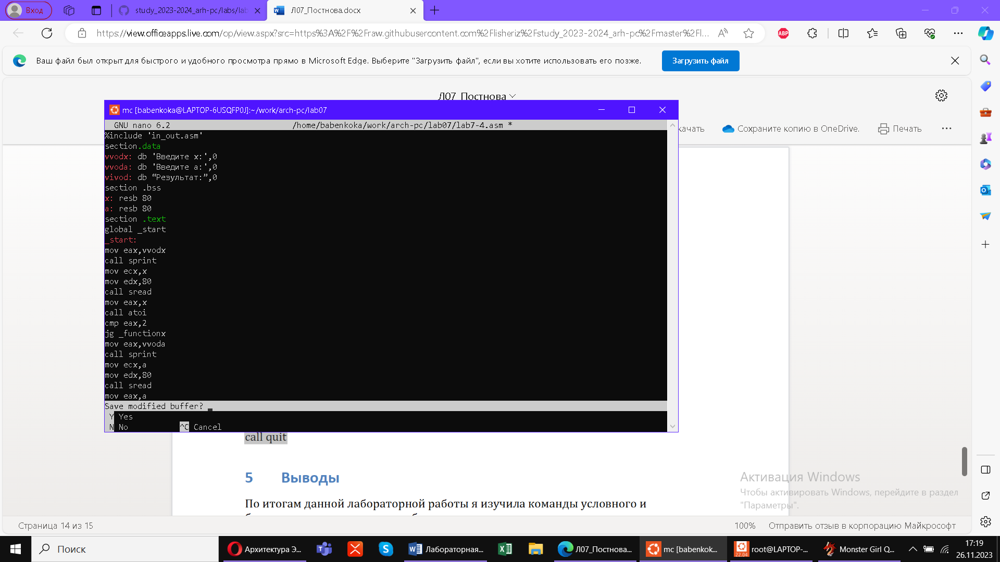 Вход
study_2023-2024_arh-pc/labs/lab
Л07_Постнова.docx
https://view.officeapps.live.com/op/view.aspx?src=https%3A%2F%2Fraw.githubusercontent.com%2Flisheriz%2Fstudy_2023-2024_arh-pc%2Fmaster%2Fl...
ABP
Ваш файл был открыт для быстрого и удобного просмотра прямо в Microsoft Edge. Выберите "Загрузить файл", если вы хотите использовать его позже.
Загрузить файл
Л07_Постнова
качать
Сохраните копию в OneDrive.
Печать
mc [babenkoka@LAPTOP-6USQFP0J]:~/work/arch-pc/lab07
GNU nano 6.2 /home/babenkoka/work/arch-pc/lab07/lab7-4.asm *
%include 'in_out.asm'
section.data
vvodx: db 'Введите x:',0
vvoda: db 'Введите a:',0
vivod: db “Результат:”,0
section .bss
x: resb 80
a: resb 80
section .text
global _start
_start:
mov eax,vvodx
call sprint
mov ecx,x
mov edx,80
call sread
mov eax,x
call atoi
cmp eax,2
jg _functionx
mov eax,vvoda
call sprint
mov ecx,a
mov edx,80
call sread
mov eax,a
Save modified buffer?
Y Yes
N No ^C Cancel
call quit
5 Выводы
По итогам данной лабораторной работы я изучила команды условного и
Активация Windows
Чтобы активировать Windows, перейдите в раздел
"Параметры".
Страница 14 из 15
100%
Отправить отзыв в корпорацию Майкрософт
Поиск
Архитектура Э...
Лабораторная...
Л07_Постнова...
mc [babenkok...
22.04
root@LAPTOP-...
Monster Girl Q...
17:19
26.11.2023